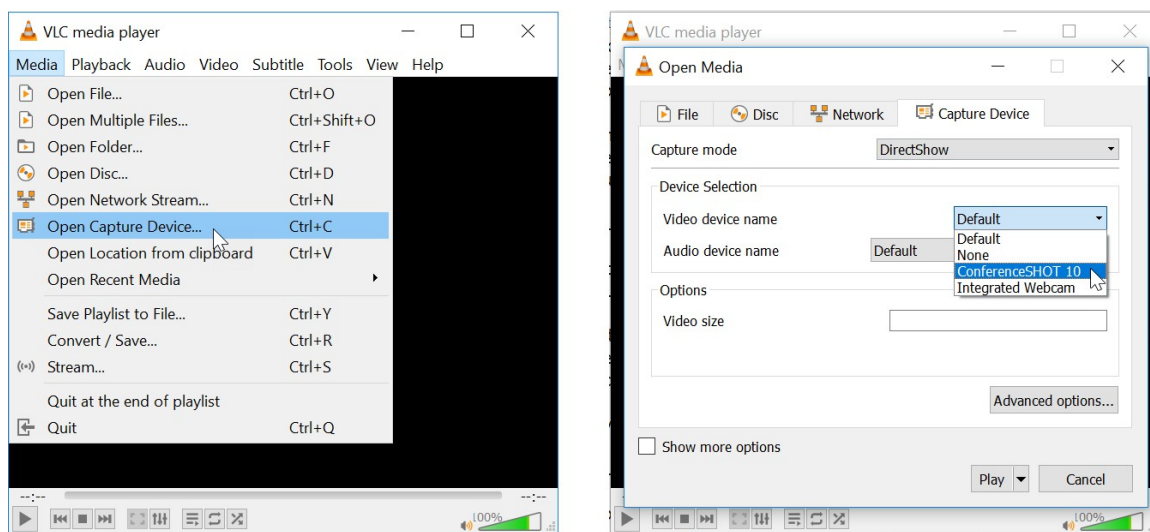 VLC media player
Media Playback Audio Video Subtitle Tools View Help
Open File... Ctrl+O
Open Multiple Files... Ctrl+Shift+O
Open Folder... Ctrl+F
Open Disc... Ctrl+D
Open Network Stream... Ctrl+N
Open Capture Device... Ctrl+C
Open Location from clipboard Ctrl+V
Open Recent Media
Save Playlist to File... Ctrl+Y
Convert / Save... Ctrl+R
Stream... Ctrl+S
Quit at the end of playlist
Quit Ctrl+Q
--:-- --:--
100%
VLC media player
Open Media
File Disc Network Capture Device
Capture mode DirectShow
Device Selection
Video device name Default
Default
None
ConferenceSHOT 10
Integrated Webcam
Audio device name Default
Options
Video size
Advanced options...
Show more options
Play Cancel
100%